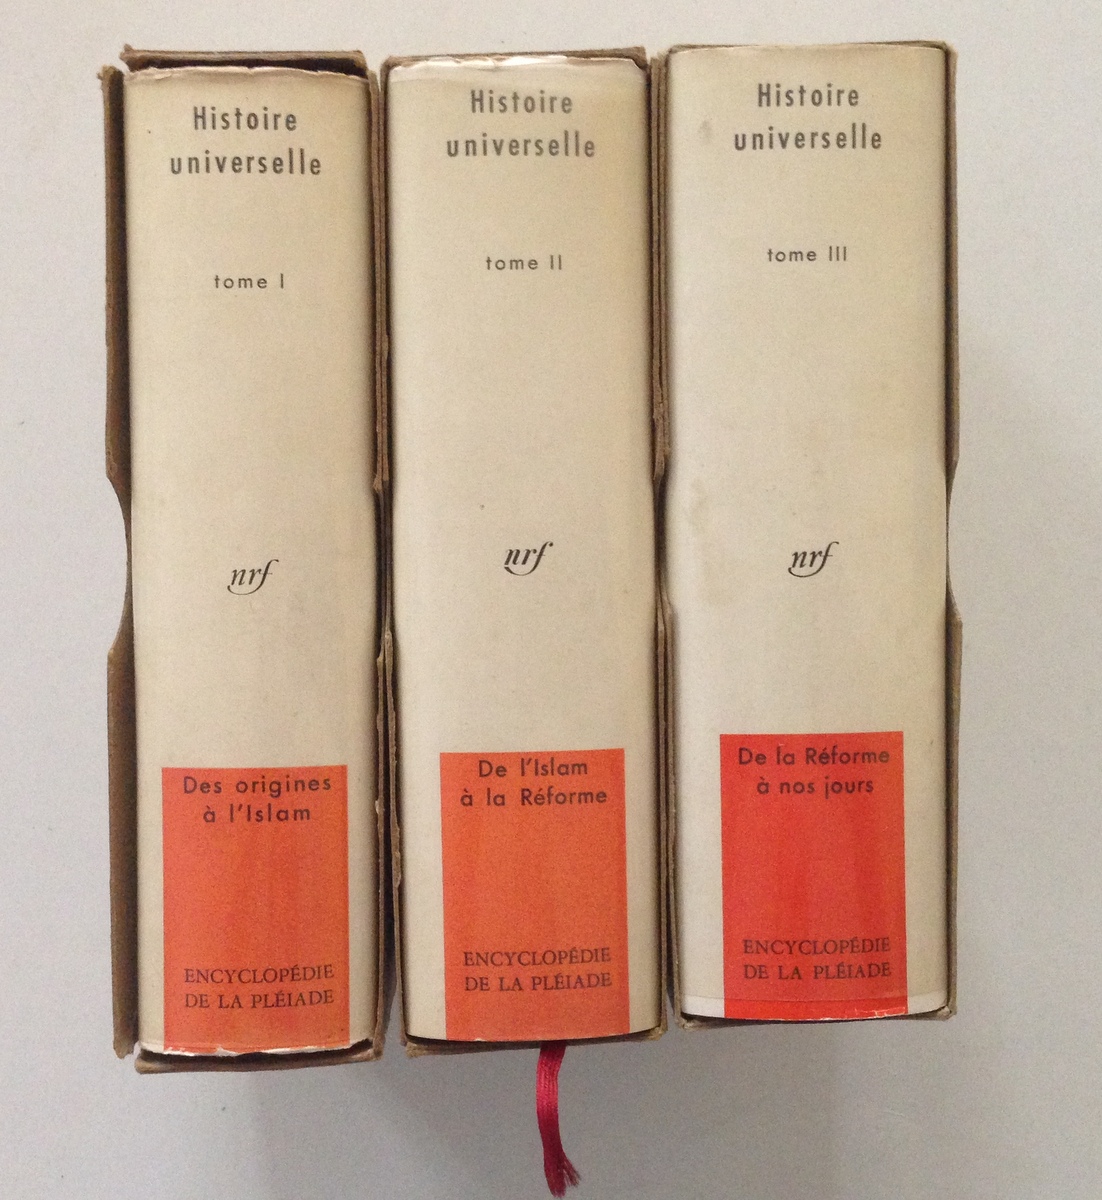 Histoire
universelle
tome I
nrf
Des origines
à l'Islam
ENCYCLOPÉDIE
DE LA PLÉIADE
Histoire
universelle
tome II
nrf
De l'Islam
à la Réforme
ENCYCLOPÉDIE
DE LA PLÉIADE
Histoire
universelle
tome III
nrf
De la Réforme
à nos jours
ENCYCLOPÉDIE
DE LA PLÉIADE